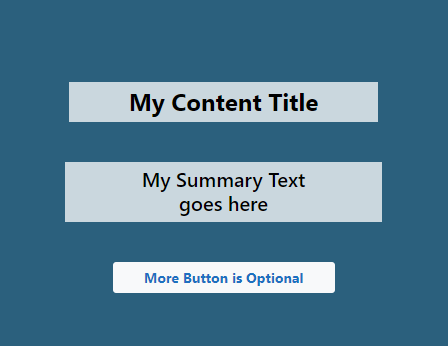 My Content Title
My Summary Text
goes here
More Button is Optional